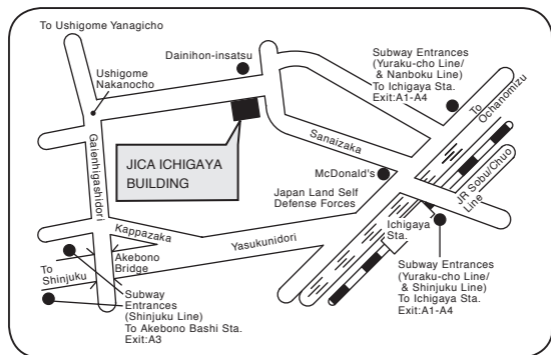 To Ushigome Yanagicho
Dainihon-insatsu
Ushigome
Nakanocho
Subway Entrances
(Yuraku-cho Line/
& Nanboku Line)
To Ichigaya Sta.
Exit:A1-A4
To
Ochanomizu
Sanaizaka
JICA ICHIGAYA
BUILDING
Gaienhigashidori
McDonald's
Japan Land Self
Defense Forces
JR Sobu/Chuo
Line
Ichigaya
Sta.
Kappazaka
Yasukunidori
Akebono
Bridge
To
Shinjuku
Subway
Entrances
(Shinjuku Line)
To Akebono Bashi Sta.
Exit:A3
Subway Entrances
(Yuraku-cho Line/
& Shinjuku Line)
To Ichigaya Sta.
Exit:A1-A4